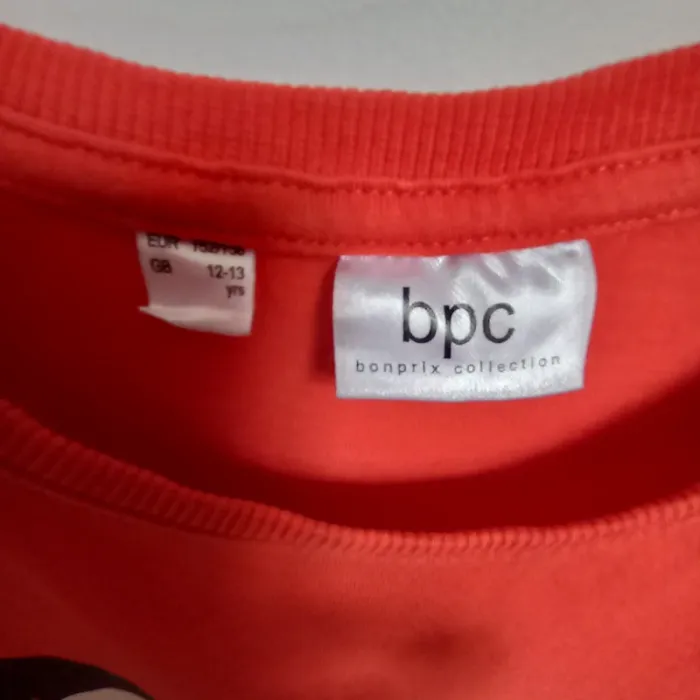 EUR
GB 12-13
yrs
bpc
bonprix collection